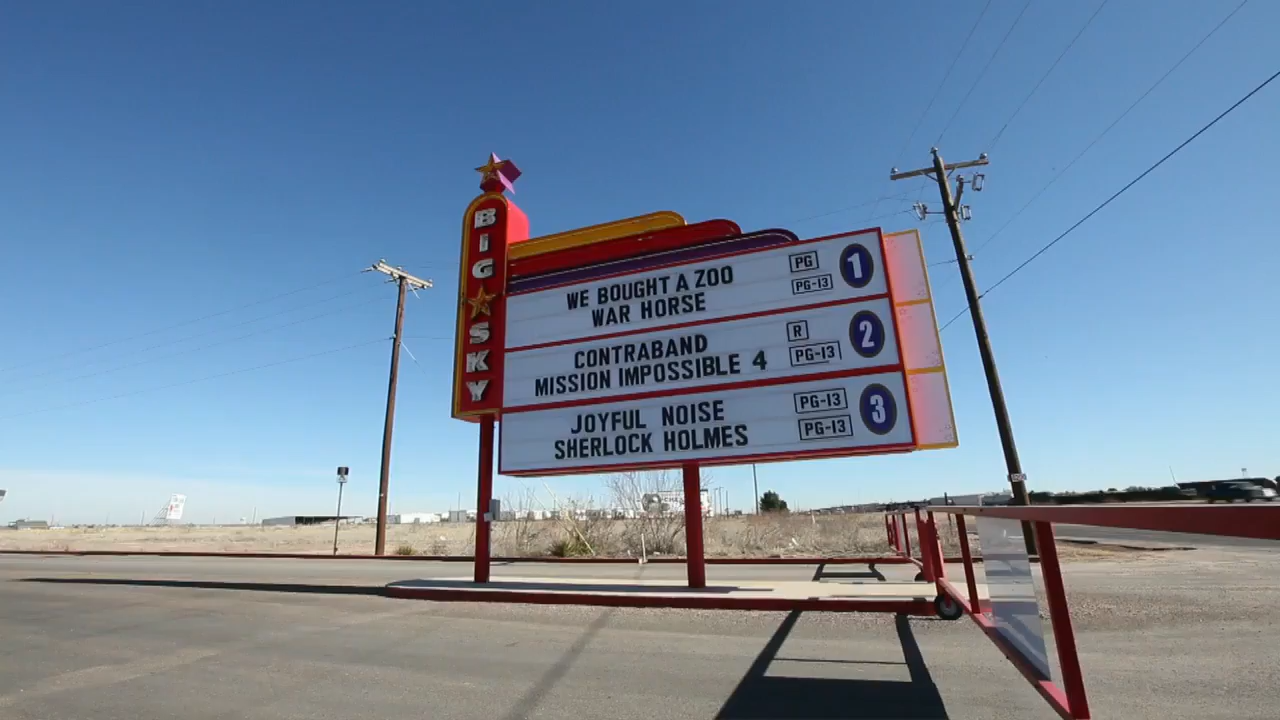 BIG SKY
WE BOUGHT A ZOO PG 1
WAR HORSE PG-13
CONTRABAND R 2
MISSION IMPOSSIBLE 4 PG-13
JOYFUL NOISE PG-13 3
SHERLOCK HOLMES PG-13